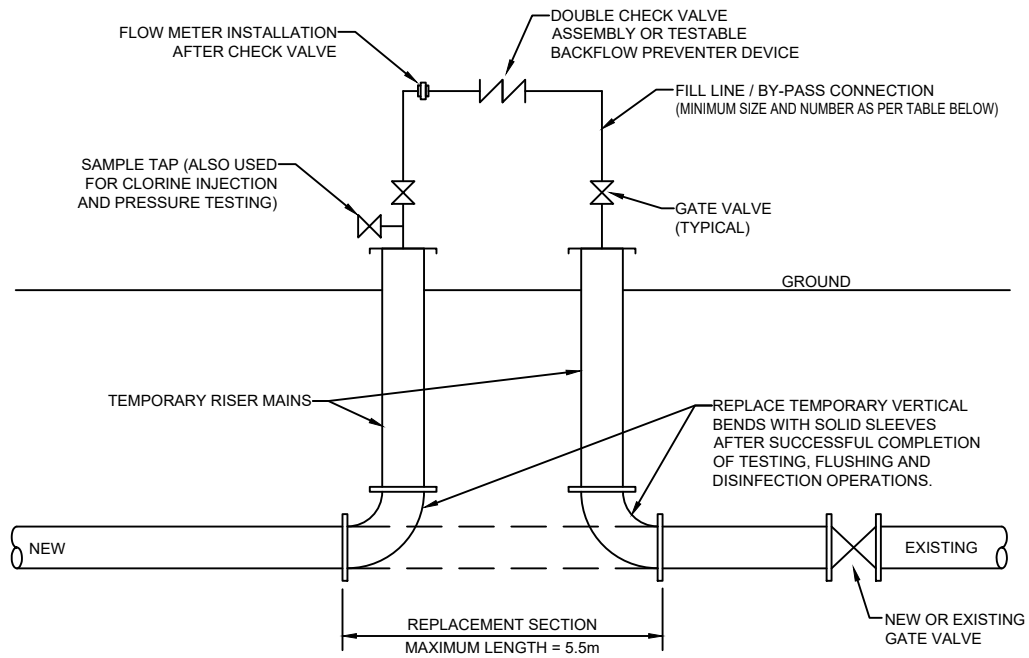 FLOW METER INSTALLATION
AFTER CHECK VALVE
DOUBLE CHECK VALVE
ASSEMBLY OR TESTABLE
BACKFLOW PREVENTER DEVICE
FILL LINE / BY-PASS CONNECTION
(MINIMUM SIZE AND NUMBER AS PER TABLE BELOW)
SAMPLE TAP (ALSO USED
FOR CLORINE INJECTION
AND PRESSURE TESTING)
GATE VALVE
(TYPICAL)
GROUND
TEMPORARY RISER MAINS
REPLACE TEMPORARY VERTICAL
BENDS WITH SOLID SLEEVES
AFTER SUCCESSFUL COMPLETION
OF TESTING, FLUSHING AND
DISINFECTION OPERATIONS.
NEW
EXISTING
REPLACEMENT SECTION
MAXIMUM LENGTH = 5.5m
NEW OR EXISTING
GATE VALVE